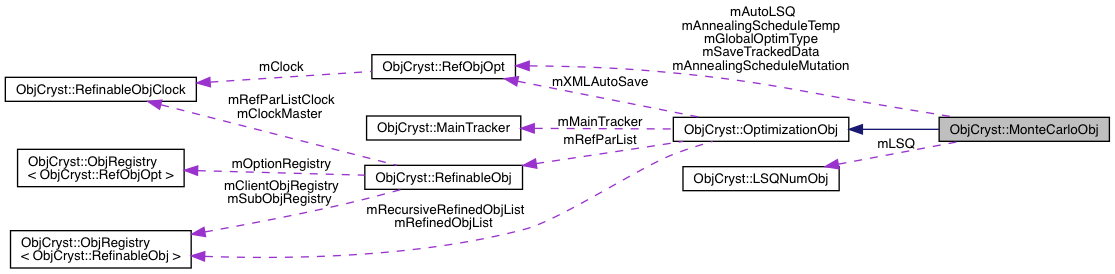 mAutoLSQ
mAnnealingScheduleTemp
mGlobalOptimType
mSaveTrackedData
mAnnealingScheduleMutation
ObjCryst::RefObjOpt
mClock
ObjCryst::RefinableObjClock
mXMLAutoSave
mRefParListClock
mClockMaster
ObjCryst::MainTracker
mMainTracker
ObjCryst::OptimizationObj
ObjCryst::MonteCarloObj
mRefParList
mLSQ
ObjCryst::ObjRegistry
< ObjCryst::RefObjOpt >
mOptionRegistry
ObjCryst::RefinableObj
ObjCryst::LSQNumObj
mClientObjRegistry
mSubObjRegistry
mRecursiveRefinedObjList
mRefinedObjList
ObjCryst::ObjRegistry
< ObjCryst::RefinableObj >